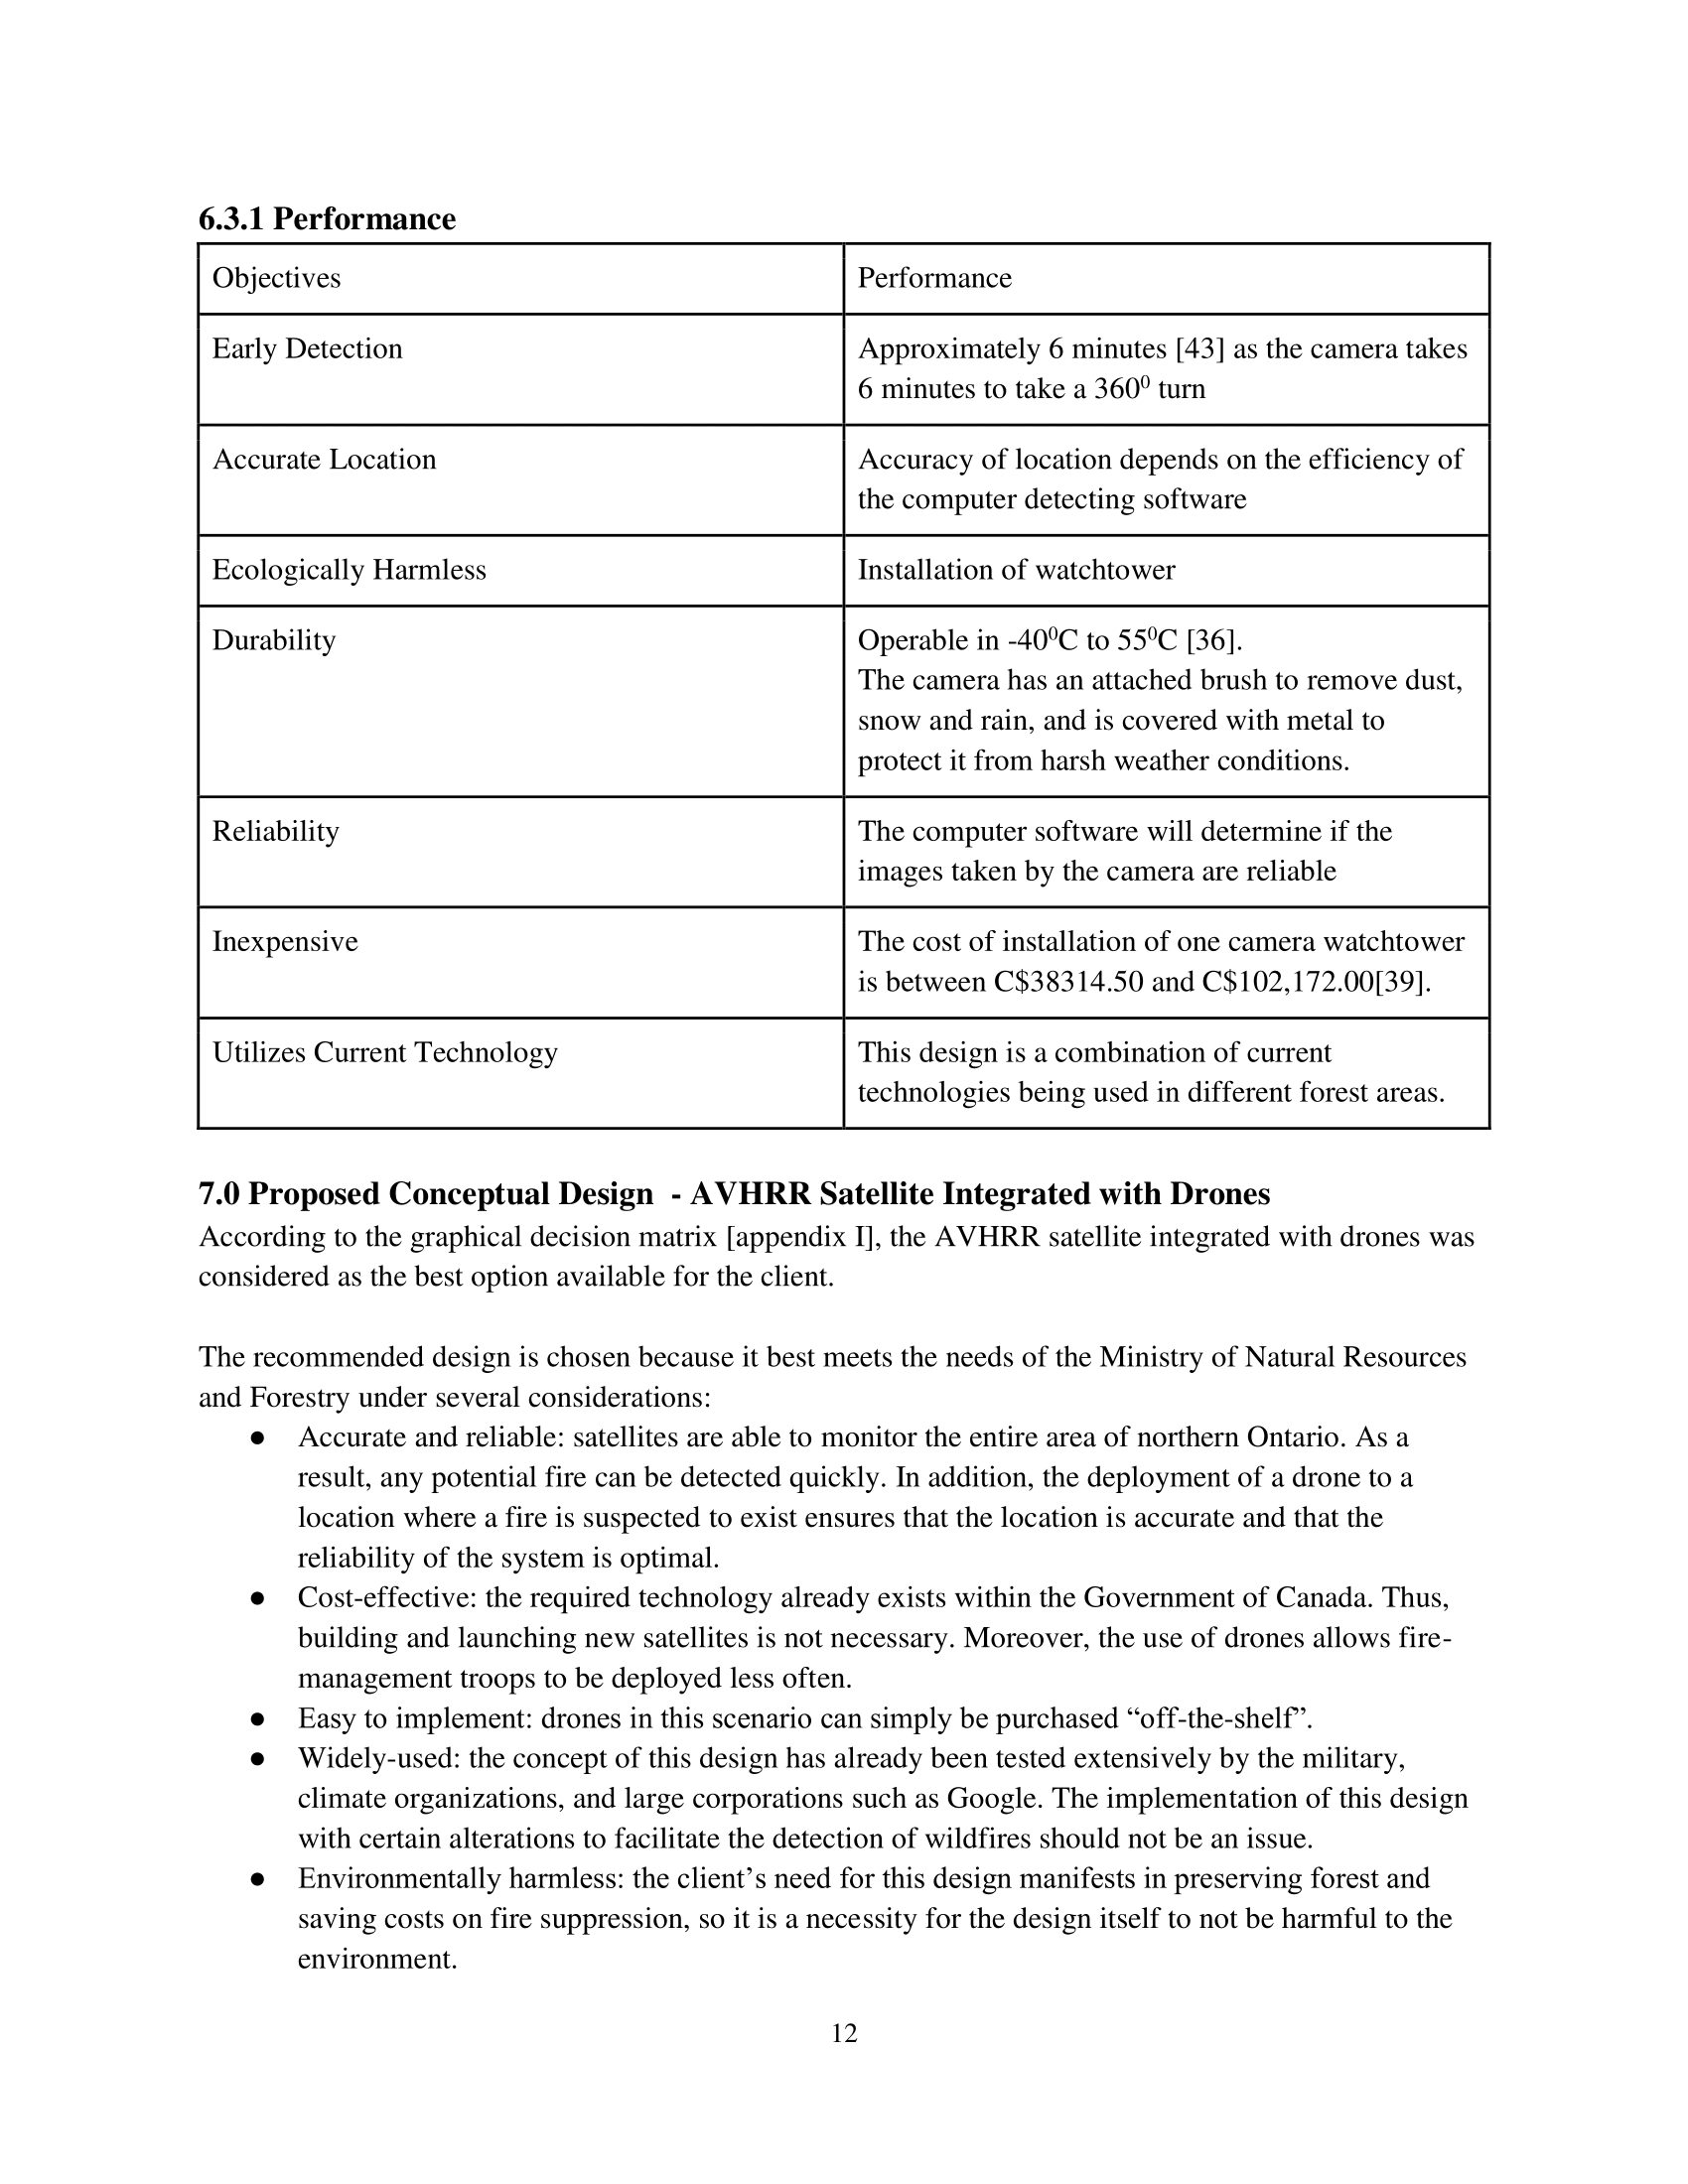 6.3.1 Performance
Objectives
Performance
Early Detection
Approximately 6 minutes [43] as the camera takes
6 minutes to take a 360⁰ turn
Accurate Location
Accuracy of location depends on the efficiency of
the computer detecting software
Ecologically Harmless
Installation of watchtower
Durability
Operable in -40⁰C to 55⁰C [36].
The camera has an attached brush to remove dust,
snow and rain, and is covered with metal to
protect it from harsh weather conditions.
Reliability
The computer software will determine if the
images taken by the camera are reliable
Inexpensive
The cost of installation of one camera watchtower
is between C$38314.50 and C$102,172.00[39].
Utilizes Current Technology
This design is a combination of current
technologies being used in different forest areas.
7.0 Proposed Conceptual Design  - AVHRR Satellite Integrated with Drones
According to the graphical decision matrix [appendix I], the AVHRR satellite integrated with drones was
considered as the best option available for the client.
The recommended design is chosen because it best meets the needs of the Ministry of Natural Resources
and Forestry under several considerations:
● Accurate and reliable: satellites are able to monitor the entire area of northern Ontario. As a
result, any potential fire can be detected quickly. In addition, the deployment of a drone to a
location where a fire is suspected to exist ensures that the location is accurate and that the
reliability of the system is optimal.
● Cost-effective: the required technology already exists within the Government of Canada. Thus,
building and launching new satellites is not necessary. Moreover, the use of drones allows fire-
management troops to be deployed less often.
● Easy to implement: drones in this scenario can simply be purchased “off-the-shelf”.
● Widely-used: the concept of this design has already been tested extensively by the military,
climate organizations, and large corporations such as Google. The implementation of this design
with certain alterations to facilitate the detection of wildfires should not be an issue.
● Environmentally harmless: the client’s need for this design manifests in preserving forest and
saving costs on fire suppression, so it is a necessity for the design itself to not be harmful to the
environment.
12